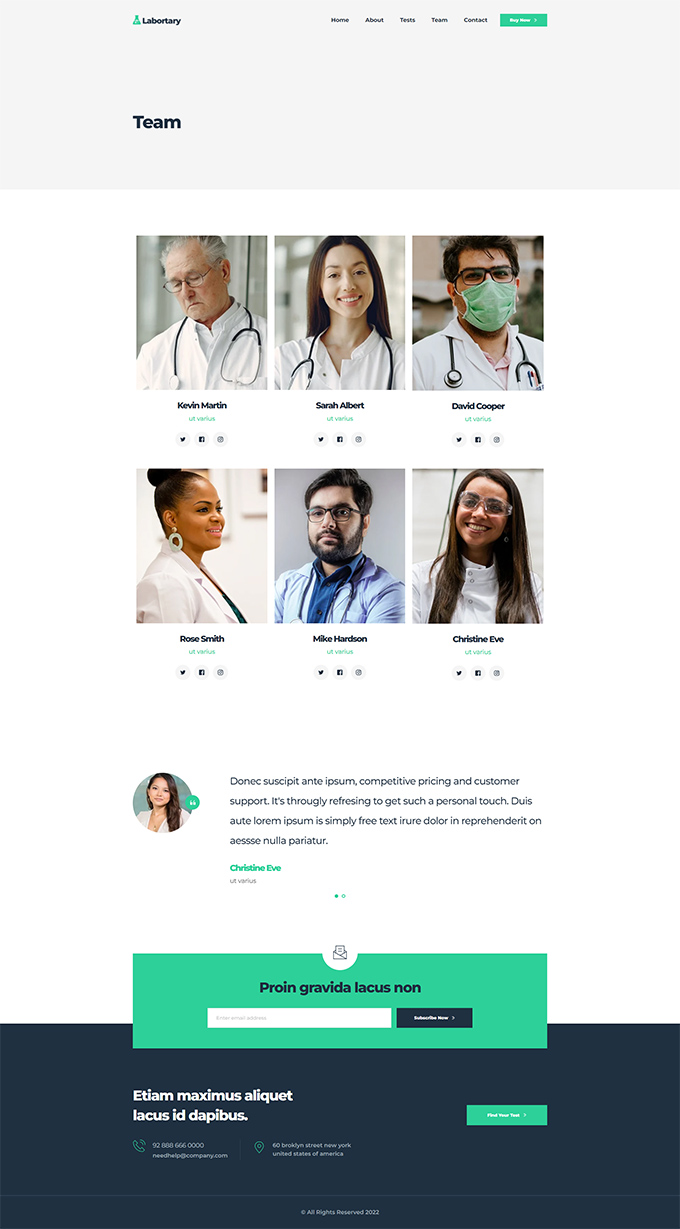 Labortary
Home About Tests Team Contact Buy Now
Team
Kevin Martin
ut varius
Sarah Albert
ut varius
David Cooper
ut varius
Rose Smith
ut varius
Mike Hardson
ut varius
Christine Eve
ut varius
Donec suscipit ante ipsum, competitive pricing and customer
support. It's througly refresing to get such a personal touch. Duis
aute lorem ipsum is simply free text irure dolor in reprehenderit on
aessse nulla pariatur.
Christine Eve
ut varius
Proin gravida lacus non
Enter email address
Subscribe Now
Etiam maximus aliquet
lacus id dapibus.
Find Your Test
92 888 666 0000
needhelp@company.com
60 broklyn street new york
united states of america
© All Rights Reserved 2022